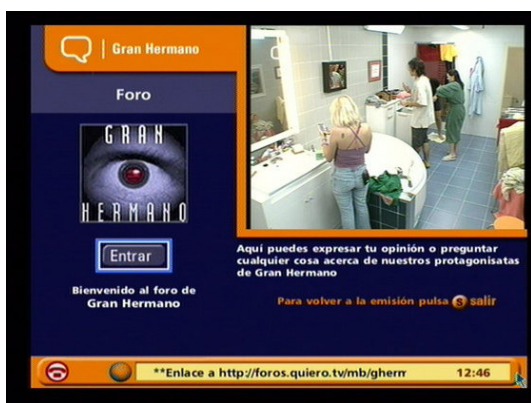 Gran Hermano
Foro
GRAN
HERMANO
Entrar
Bienvenido al foro de
Gran Hermano
Aquí puedes expresar tu opinión o preguntar
cualquier cosa acerca de nuestros protagonisatas
de Gran Hermano
Para volver a la emisión pulsa S salir
**Enlace a http://foros.quiero.tv/mb/gherr
12:46